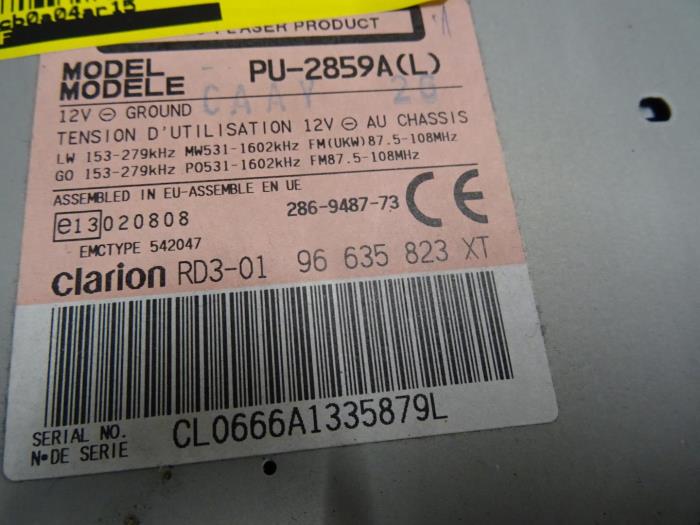 LASER PRODUCT
MODEL
MODELE
PU-2859A(L)
CAAY 20
12V ⊖ GROUND
TENSION D'UTILISATION 12V ⊖ AU CHASSIS
LW 153-279kHz MW531-1602kHz FM(UKW)87.5-108MHz
GO 153-279kHz PO531-1602kHz FM87.5-108MHz
ASSEMBLED IN EU-ASSEMBLE EN UE
e13 020808
286-9487-73
CE
EMCTYPE 542047
clarion RD3-01 96 635 823 XT
CL0666A1335879L
SERIAL NO.
N•DE SERIE